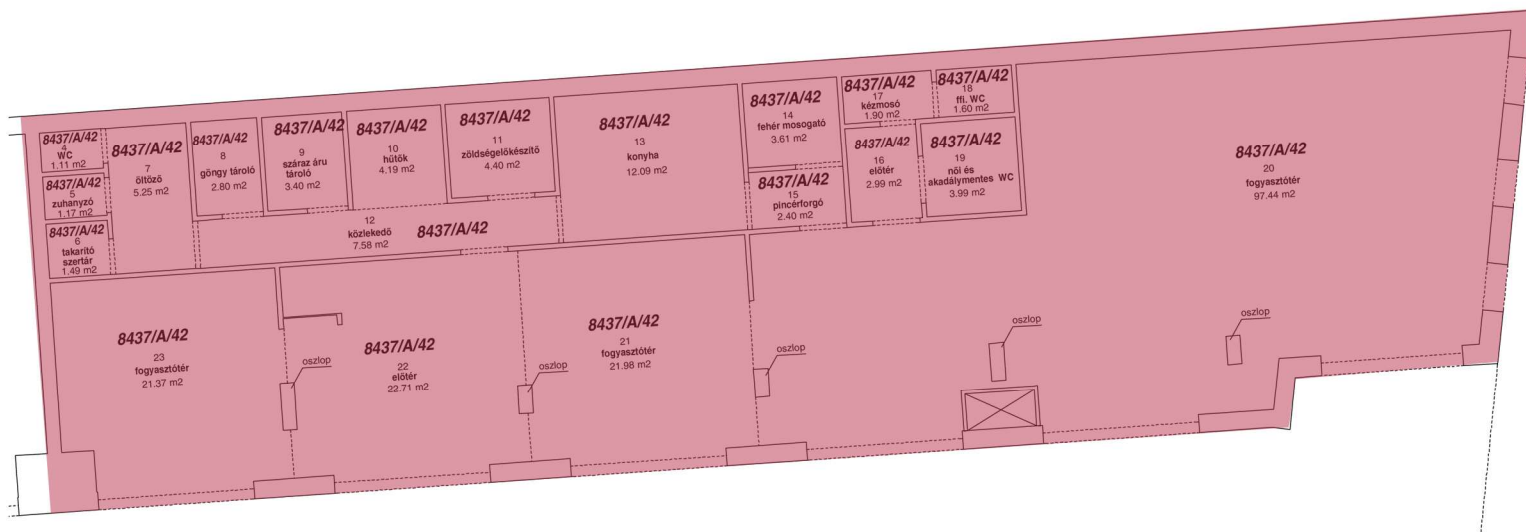 8437/A/42
4
WC
1.11 m2
8437/A/42
5
zuhanyzó
1.17 m2
8437/A/42
6
takarító
szertár
1.49 m2
8437/A/42
7
öltöző
5.25 m2
8437/A/42
8
göngy tároló
2.80 m2
8437/A/42
9
száraz áru
tároló
3.40 m2
8437/A/42
10
hűtők
4.19 m2
8437/A/42
11
zöldségelőkészítő
4.40 m2
12
közlekedő
7.58 m2
8437/A/42
8437/A/42
13
konyha
12.09 m2
8437/A/42
14
fehér mosogató
3.61 m2
15
pincérforgó
2.40 m2
8437/A/42
17
kézmosó
1.90 m2
8437/A/42
18
ffi. WC
1.60 m2
8437/A/42
16
előtér
2.99 m2
8437/A/42
19
női és
akadálymentes WC
3.99 m2
8437/A/42
20
fogyasztótér
97.44 m2
8437/A/42
23
fogyasztótér
21.37 m2
oszlop
8437/A/42
22
előtér
22.71 m2
oszlop
8437/A/42
21
fogyasztótér
21.98 m2
oszlop
oszlop
oszlop